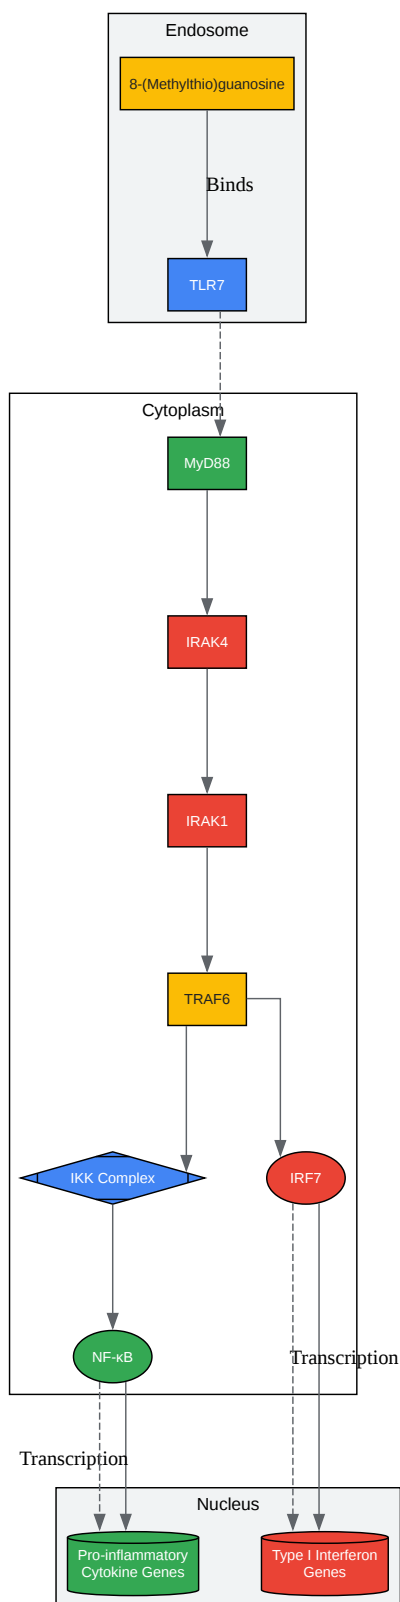 Endosome
8-(Methylthio)guanosine
Binds
TLR7
Cytoplasm
MyD88
IRAK4
IRAK1
TRAF6
IKK Complex
IRF7
NF-κB
Transcription
Transcription
Nucleus
Pro-inflammatory
Cytokine Genes
Type I Interferon
Genes